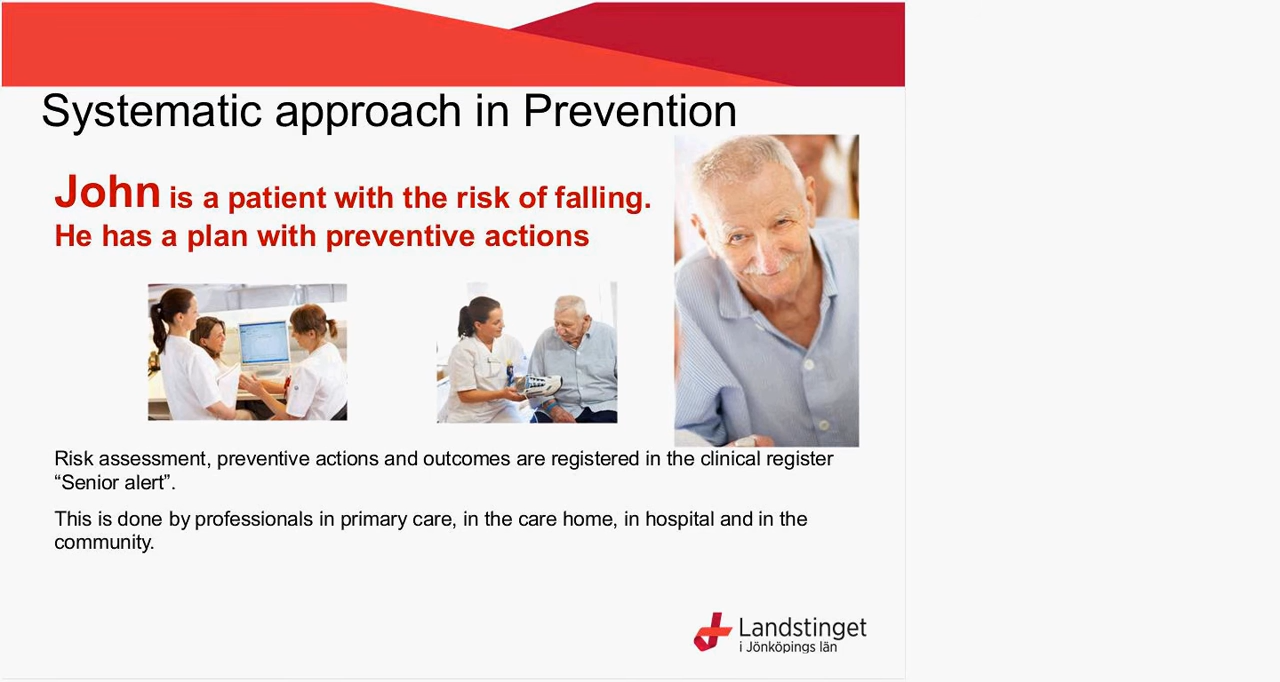 Systematic approach in Prevention
John is a patient with the risk of falling.
He has a plan with preventive actions
Risk assessment, preventive actions and outcomes are registered in the clinical register
“Senior alert”.
This is done by professionals in primary care, in the care home, in hospital and in the
community.
Landstinget
i Jönköpings län